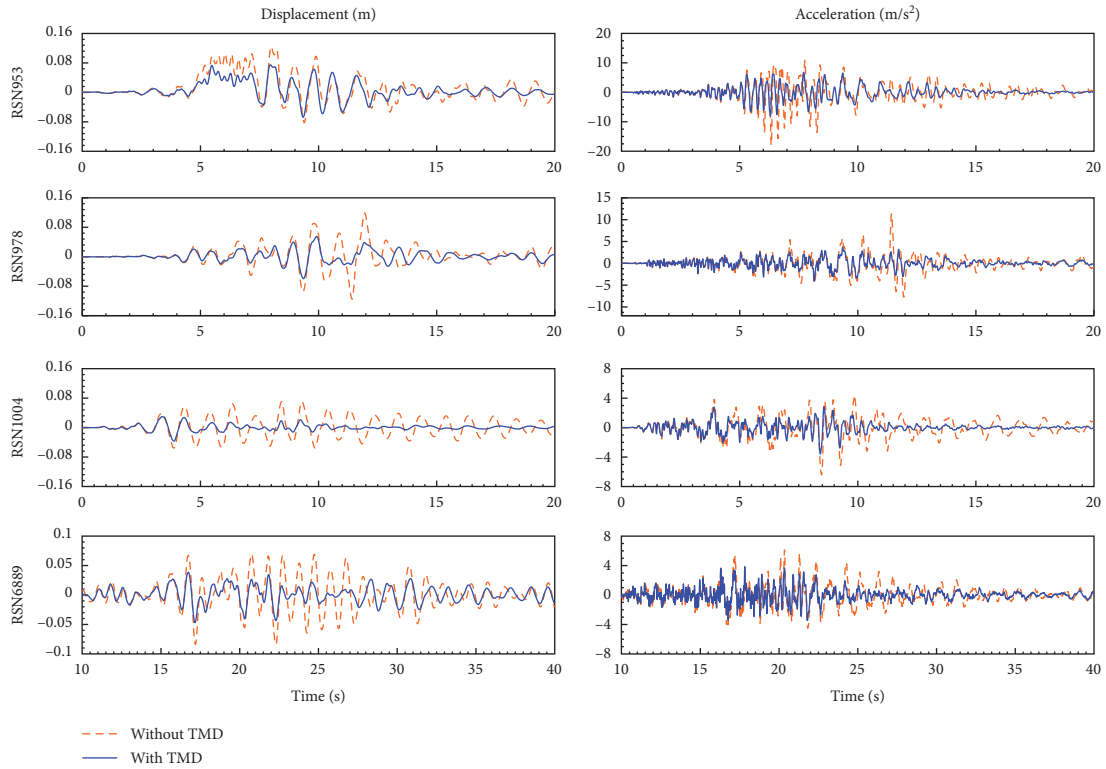 Displacement (m)
Acceleration (m/s²)
RSN953
0.16
0.08
0
−0.08
−0.16
0 5 10 15 20
20
10
0
−10
−20
0 5 10 15 20
RSN978
0.16
0.08
0
−0.08
−0.16
0 5 10 15 20
15
10
5
0
−5
−10
0 5 10 15 20
RSN1004
0.16
0.08
0
−0.08
−0.16
0 5 10 15 20
8
4
0
−4
−8
0 5 10 15 20
RSN6889
0.1
0.05
0
−0.05
−0.1
10 15 20 25 30 35 40
Time (s)
8
4
0
−4
−8
10 15 20 25 30 35 40
Time (s)
Without TMD
With TMD